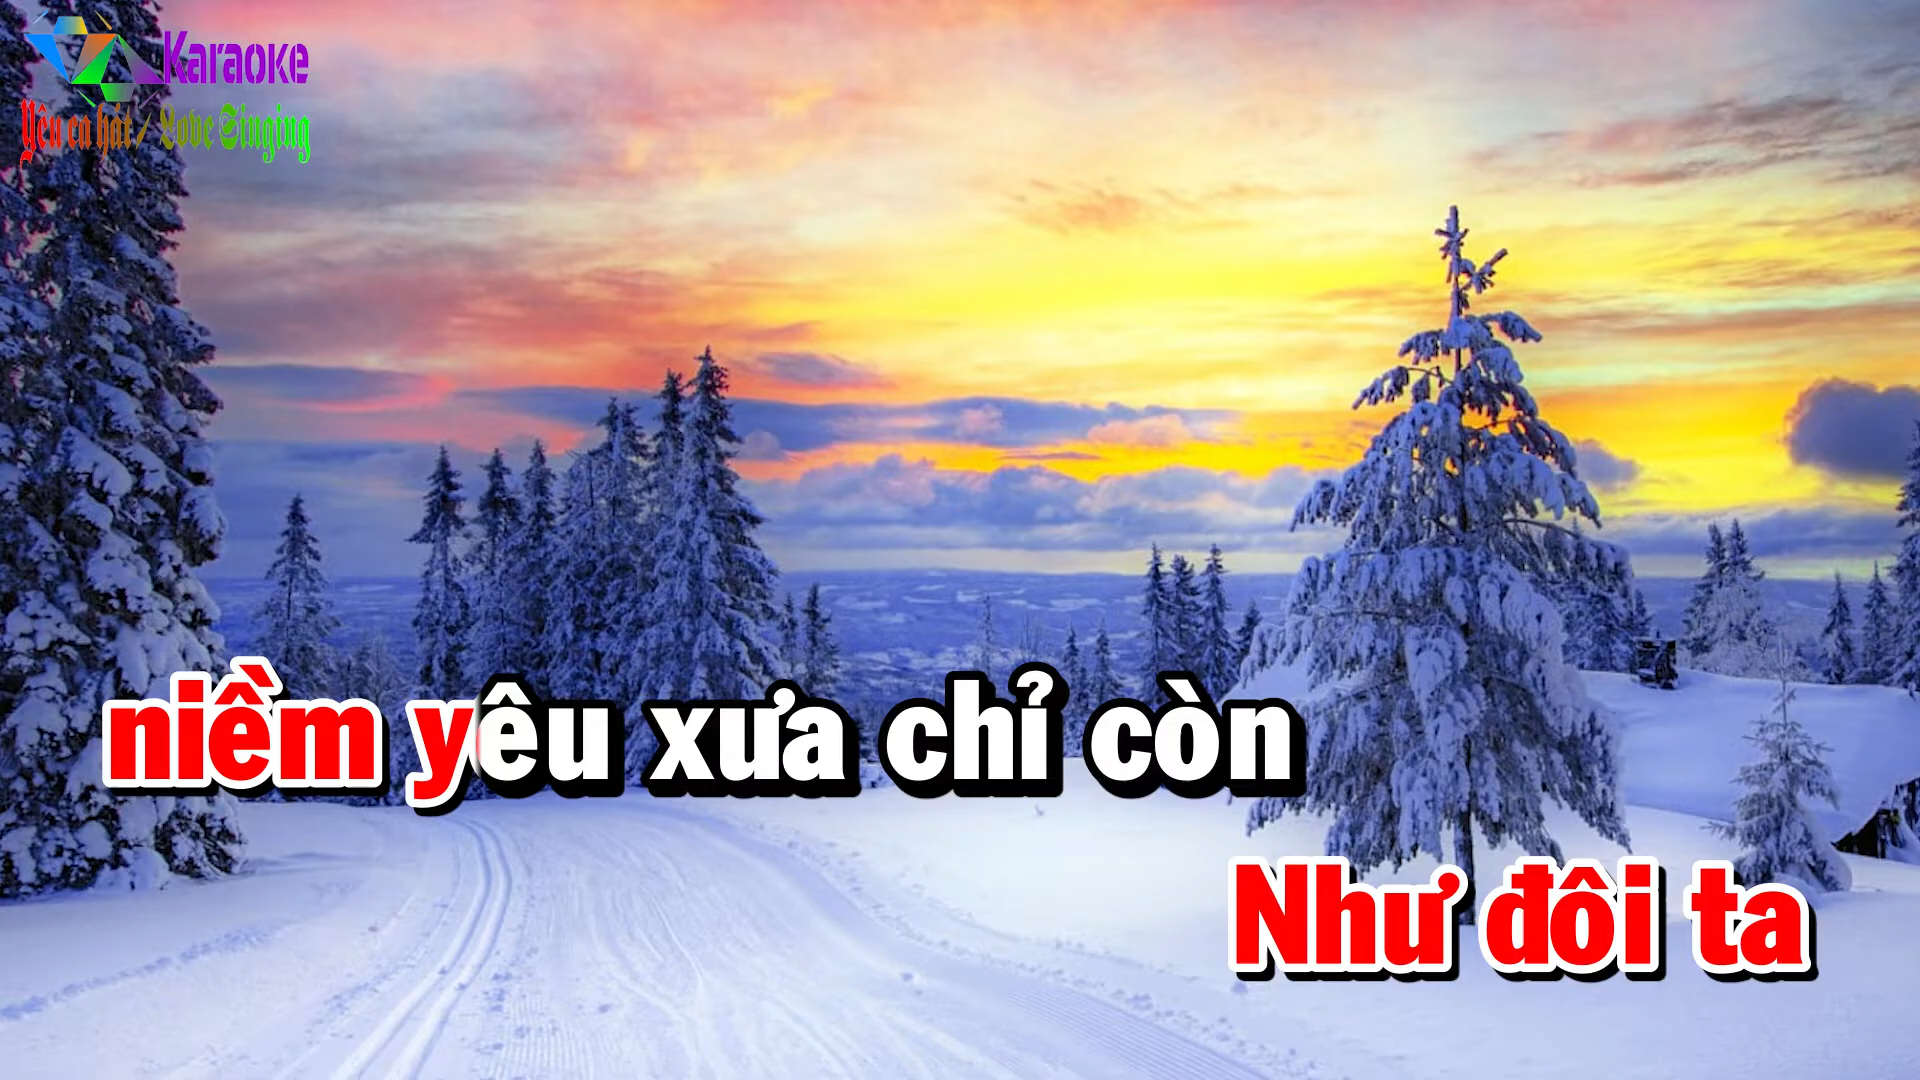 Karaoke
Yêu ca hát / Love Singing
niềm yêu xưa chỉ còn
Như đôi ta